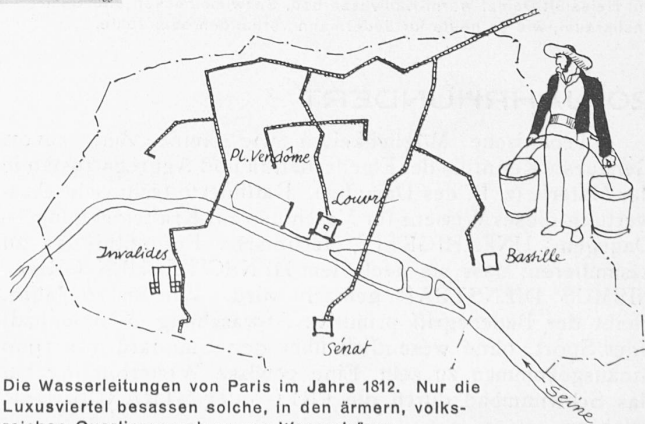 Pl. Vendôme
Louvre
Invalides
Bastille
Sénat
Seine
Die Wasserleitungen von Paris im Jahre 1812. Nur die
Luxusviertel besassen solche, in den ärmern, volks-